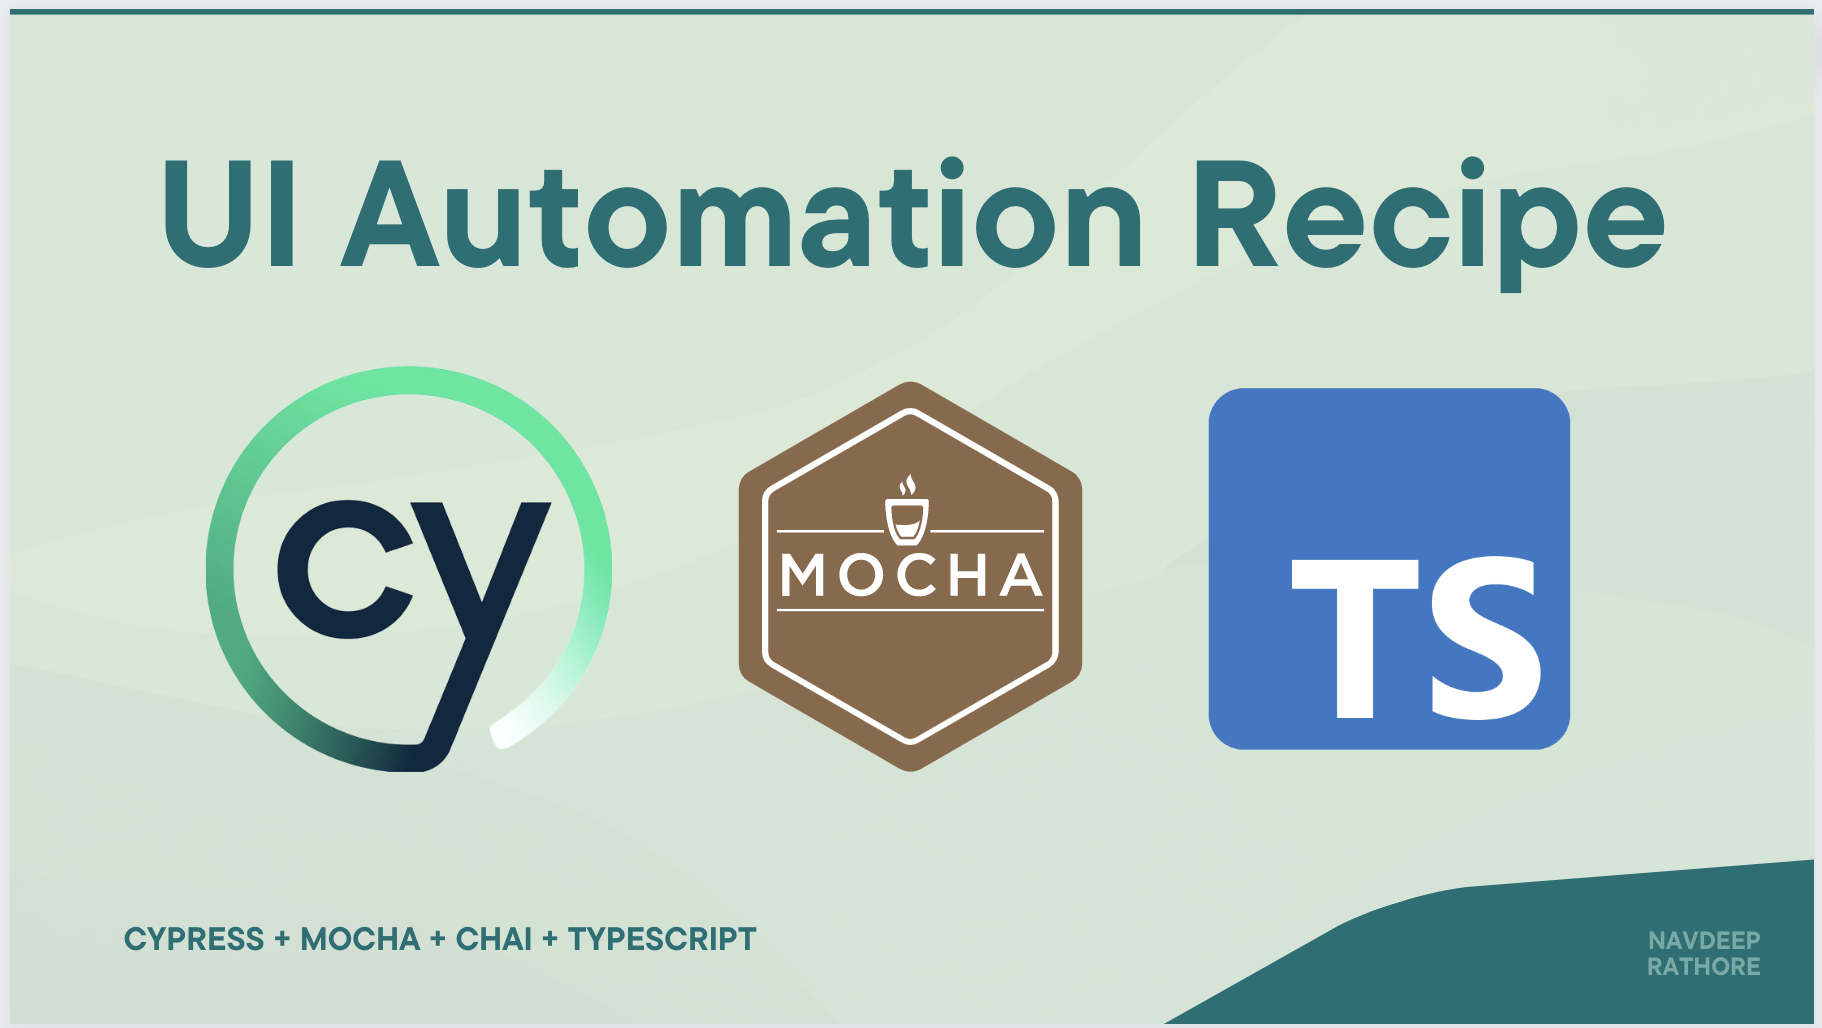 UI Automation Recipe
cy
MOCHA
TS
CYPRESS + MOCHA + CHAI + TYPESCRIPT
NAVDEEP
RATHORE